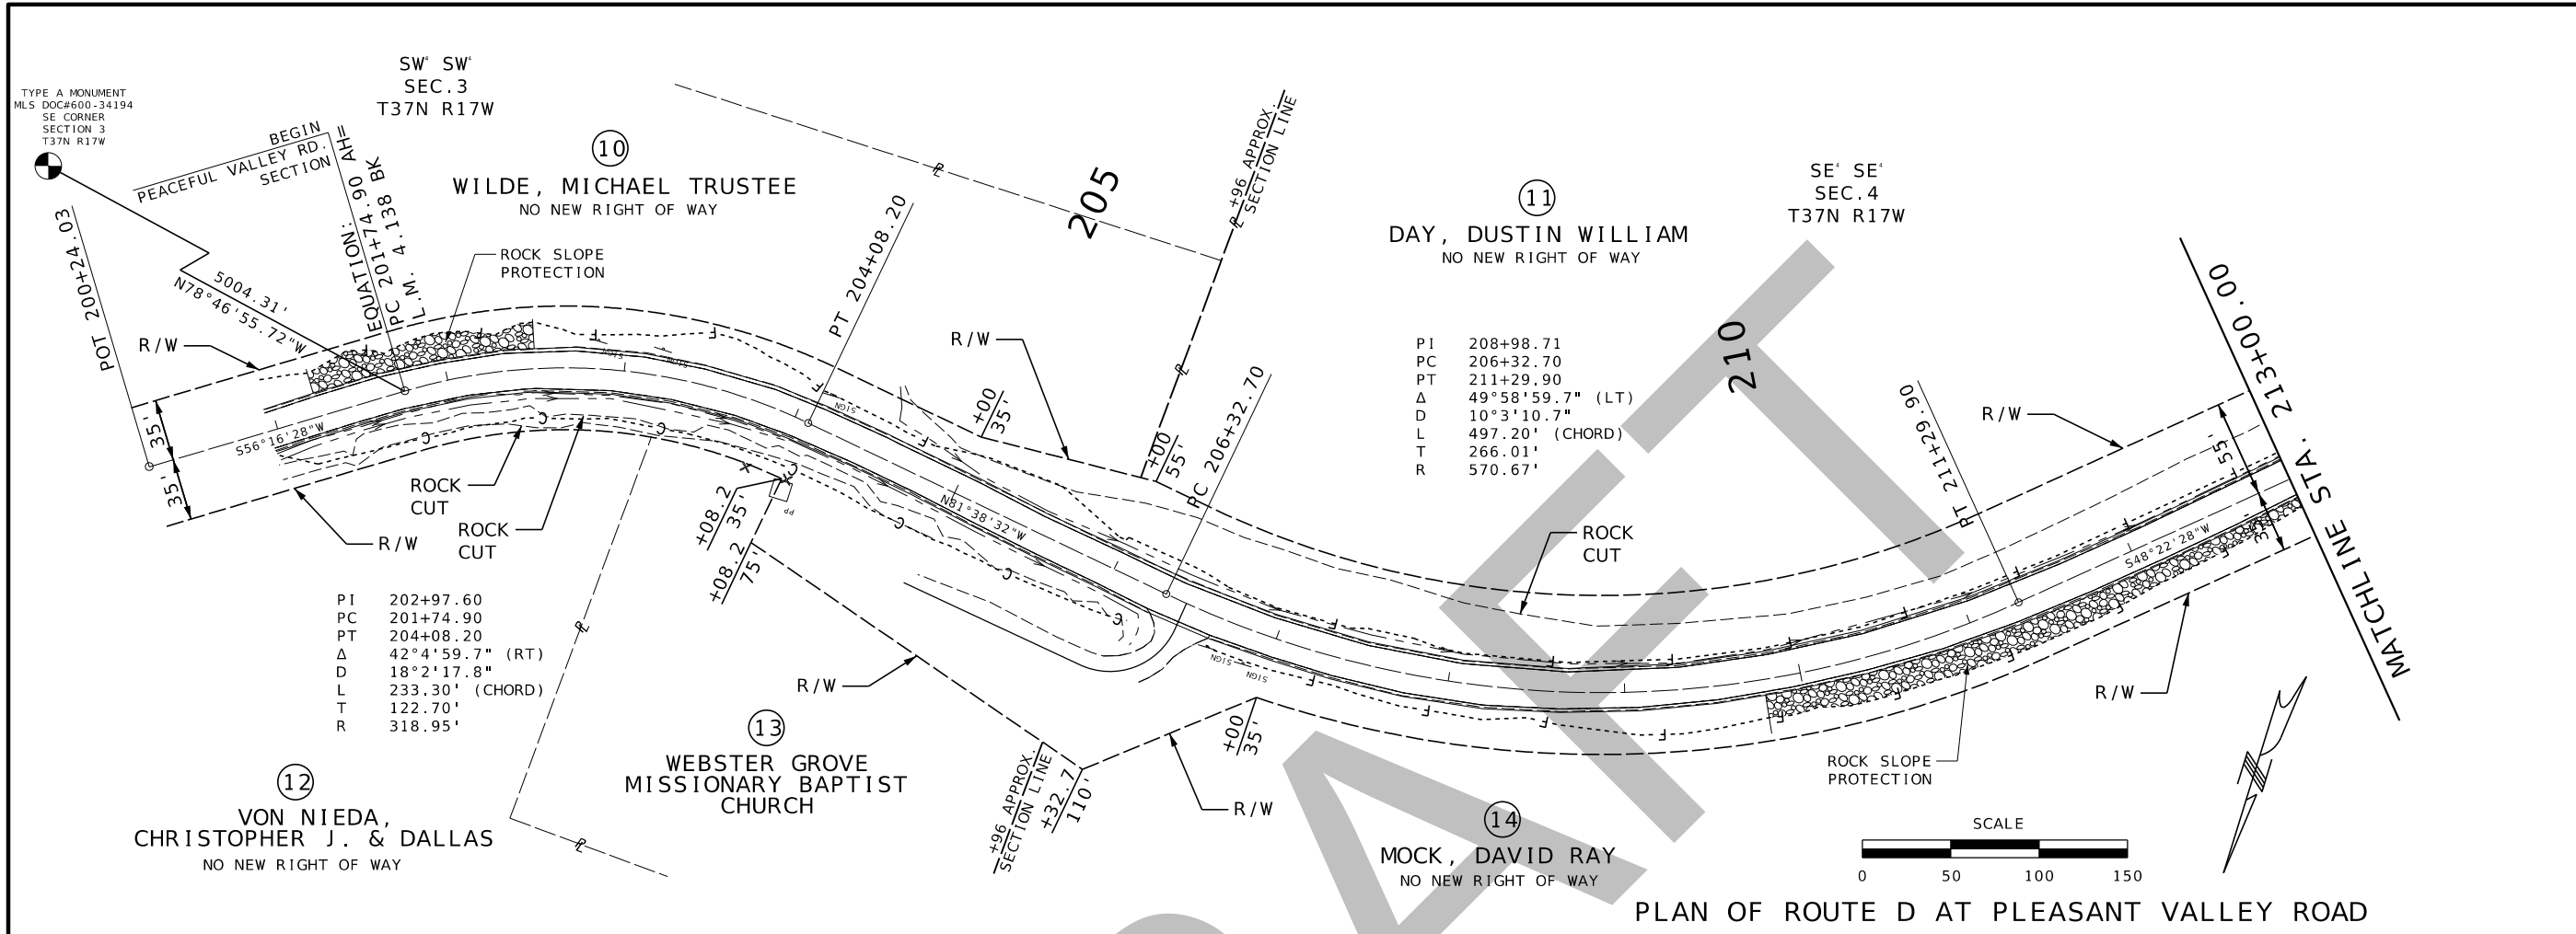 TYPE A MONUMENT
MLS DOC#600-34194
SE CORNER
SECTION 3
T37N R17W
SW SW
SEC.3
T37N R17W
BEGIN
PEACEFUL VALLEY RD.
SECTION
EQUATION:
PC 201+74.90 AH=
L.M. 4.138 BK
POT 200+24.03
5004.31'
N78°46'55.72"W
10
WILDE, MICHAEL TRUSTEE
NO NEW RIGHT OF WAY
ROCK SLOPE
PROTECTION
R/W
35'
35'
S56°16'28"W
R/W
ROCK
CUT
ROCK
CUT
SIGN
SIGN
SIGN
PT 204+08.20
205
+96 APPROX.
SECTION LINE
R/W
+00
35'
+00
55'
PC 206+32.70
N81°38'32"W
+08.2
35'
+08.2
75'
PP
11
DAY, DUSTIN WILLIAM
NO NEW RIGHT OF WAY
SE SE
SEC.4
T37N R17W
PI 208+98.71
PC 206+32.70
PT 211+29.90
Δ 49°58'59.7" (LT)
D 10°3'10.7"
L 497.20' (CHORD)
T 266.01'
R 570.67'
210
ROCK
CUT
PT 211+29.90
R/W
55'
35'
S48°22'28"W
MATCHLINE STA. 213+00.00
PI 202+97.60
PC 201+74.90
PT 204+08.20
Δ 42°4'59.7" (RT)
D 18°2'17.8"
L 233.30' (CHORD)
T 122.70'
R 318.95'
12
VON NIEDA,
CHRISTOPHER J. & DALLAS
NO NEW RIGHT OF WAY
R/W
13
WEBSTER GROVE
MISSIONARY BAPTIST
CHURCH
+96 APPROX.
SECTION LINE
+32.7
110'
SIGN
SIGN
+00
35'
R/W
14
MOCK, DAVID RAY
NO NEW RIGHT OF WAY
ROCK SLOPE
PROTECTION
R/W
SCALE
0 50 100 150
PLAN OF ROUTE D AT PLEASANT VALLEY ROAD